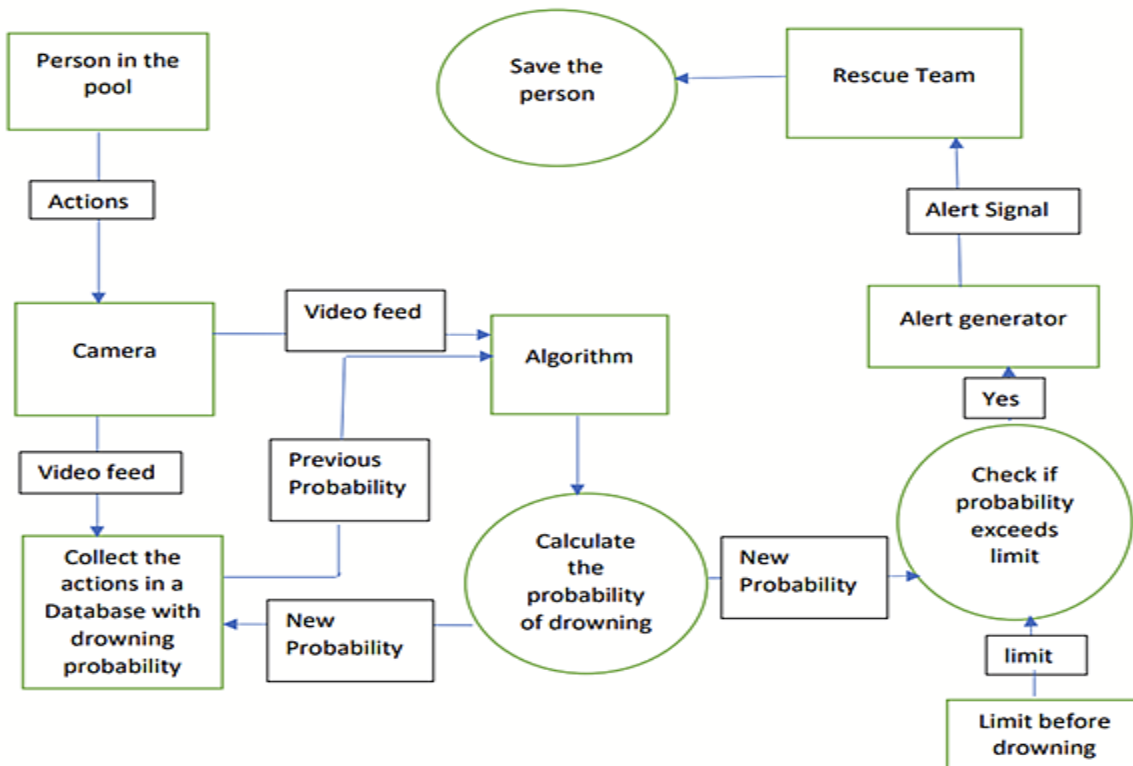 Person in the
pool
Save the
person
Rescue Team
Actions
Alert Signal
Video feed
Camera
Algorithm
Alert generator
Yes
Video feed
Previous
Probability
Check if
probability
exceeds
limit
Collect the
actions in a
Database with
drowning
probability
New
Probability
Calculate
the
probability
of drowning
New
Probability
limit
Limit before
drowning